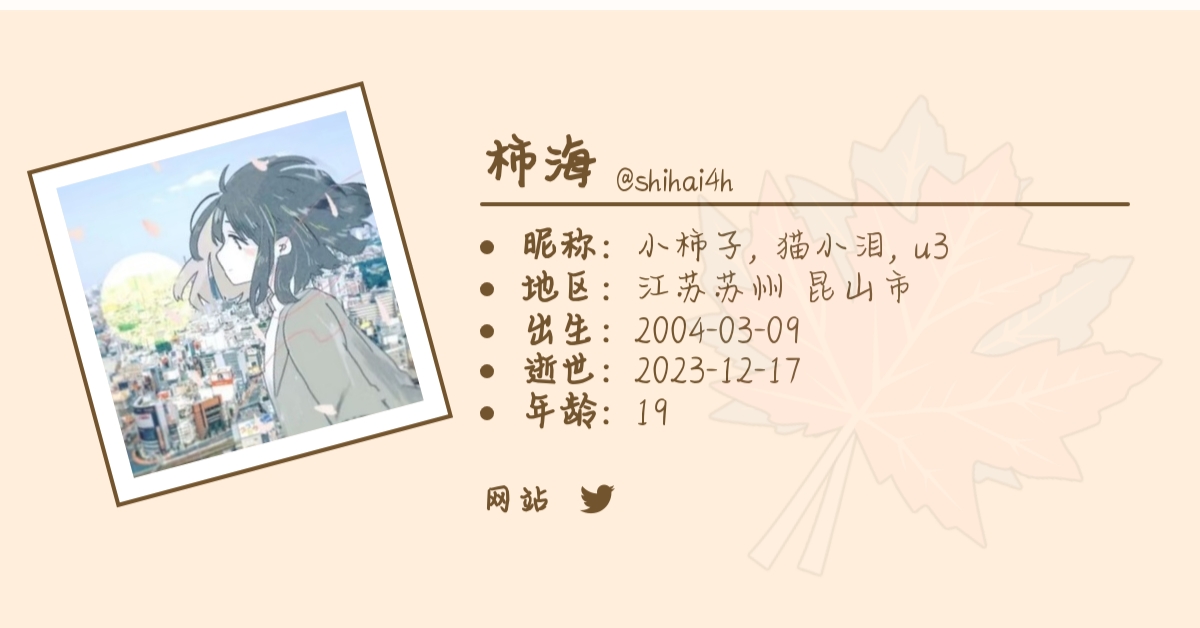 柿海 @shihai4h
昵称： 小柿子, 猫小泪, u3
地区： 江苏苏州 昆山市
出生： 2004-03-09
逝世： 2023-12-17
年龄： 19
网站